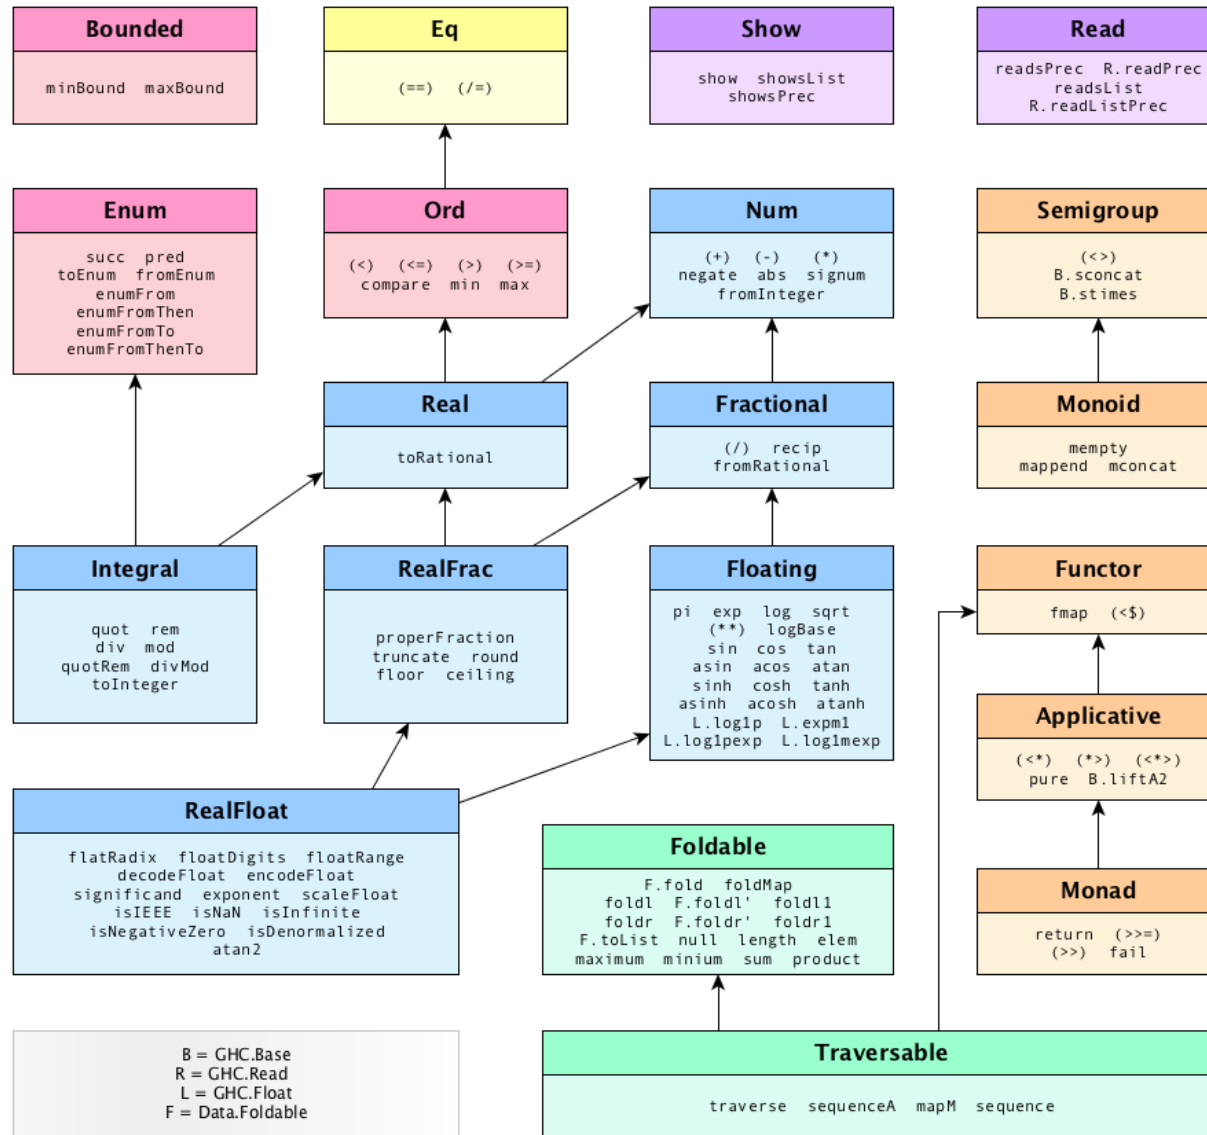 Bounded
minBound maxBound
Eq
(==) (/=)
Show
show showsList
showsPrec
Read
readsPrec R.readPrec
readsList
R.readListPrec
Enum
succ pred
toEnum fromEnum
enumFrom
enumFromThen
enumFromTo
enumFromThenTo
Ord
(<) (<=) (>) (>=)
compare min max
Num
(+) (-) (*)
negate abs signum
fromInteger
Semigroup
(<>)
B.sconcat
B.stimes
Real
toRational
Fractional
(/) recip
fromRational
Monoid
mempty
mappend mconcat
Integral
quot rem
div mod
quotRem divMod
toInteger
RealFrac
properFraction
truncate round
floor ceiling
Floating
pi exp log sqrt
(**) logBase
sin cos tan
asin acos atan
sinh cosh tanh
asinh acosh atanh
L.log1p L.expm1
L.log1pexp L.log1mexp
Functor
fmap (<$)
Applicative
(<*) (*>) (<*>)
pure B.liftA2
RealFloat
flatRadix floatDigits floatRange
decodeFloat encodeFloat
significand exponent scaleFloat
isIEEE isNaN isInfinite
isNegativeZero isDenormalized
atan2
Foldable
F.fold foldMap
foldl F.foldl' foldl1
foldr F.foldr' foldr1
F.toList null length elem
maximum minium sum product
Monad
return (>>=)
(>>) fail
B = GHC.Base
R = GHC.Read
L = GHC.Float
F = Data.Foldable
Traversable
traverse sequenceA mapM sequence